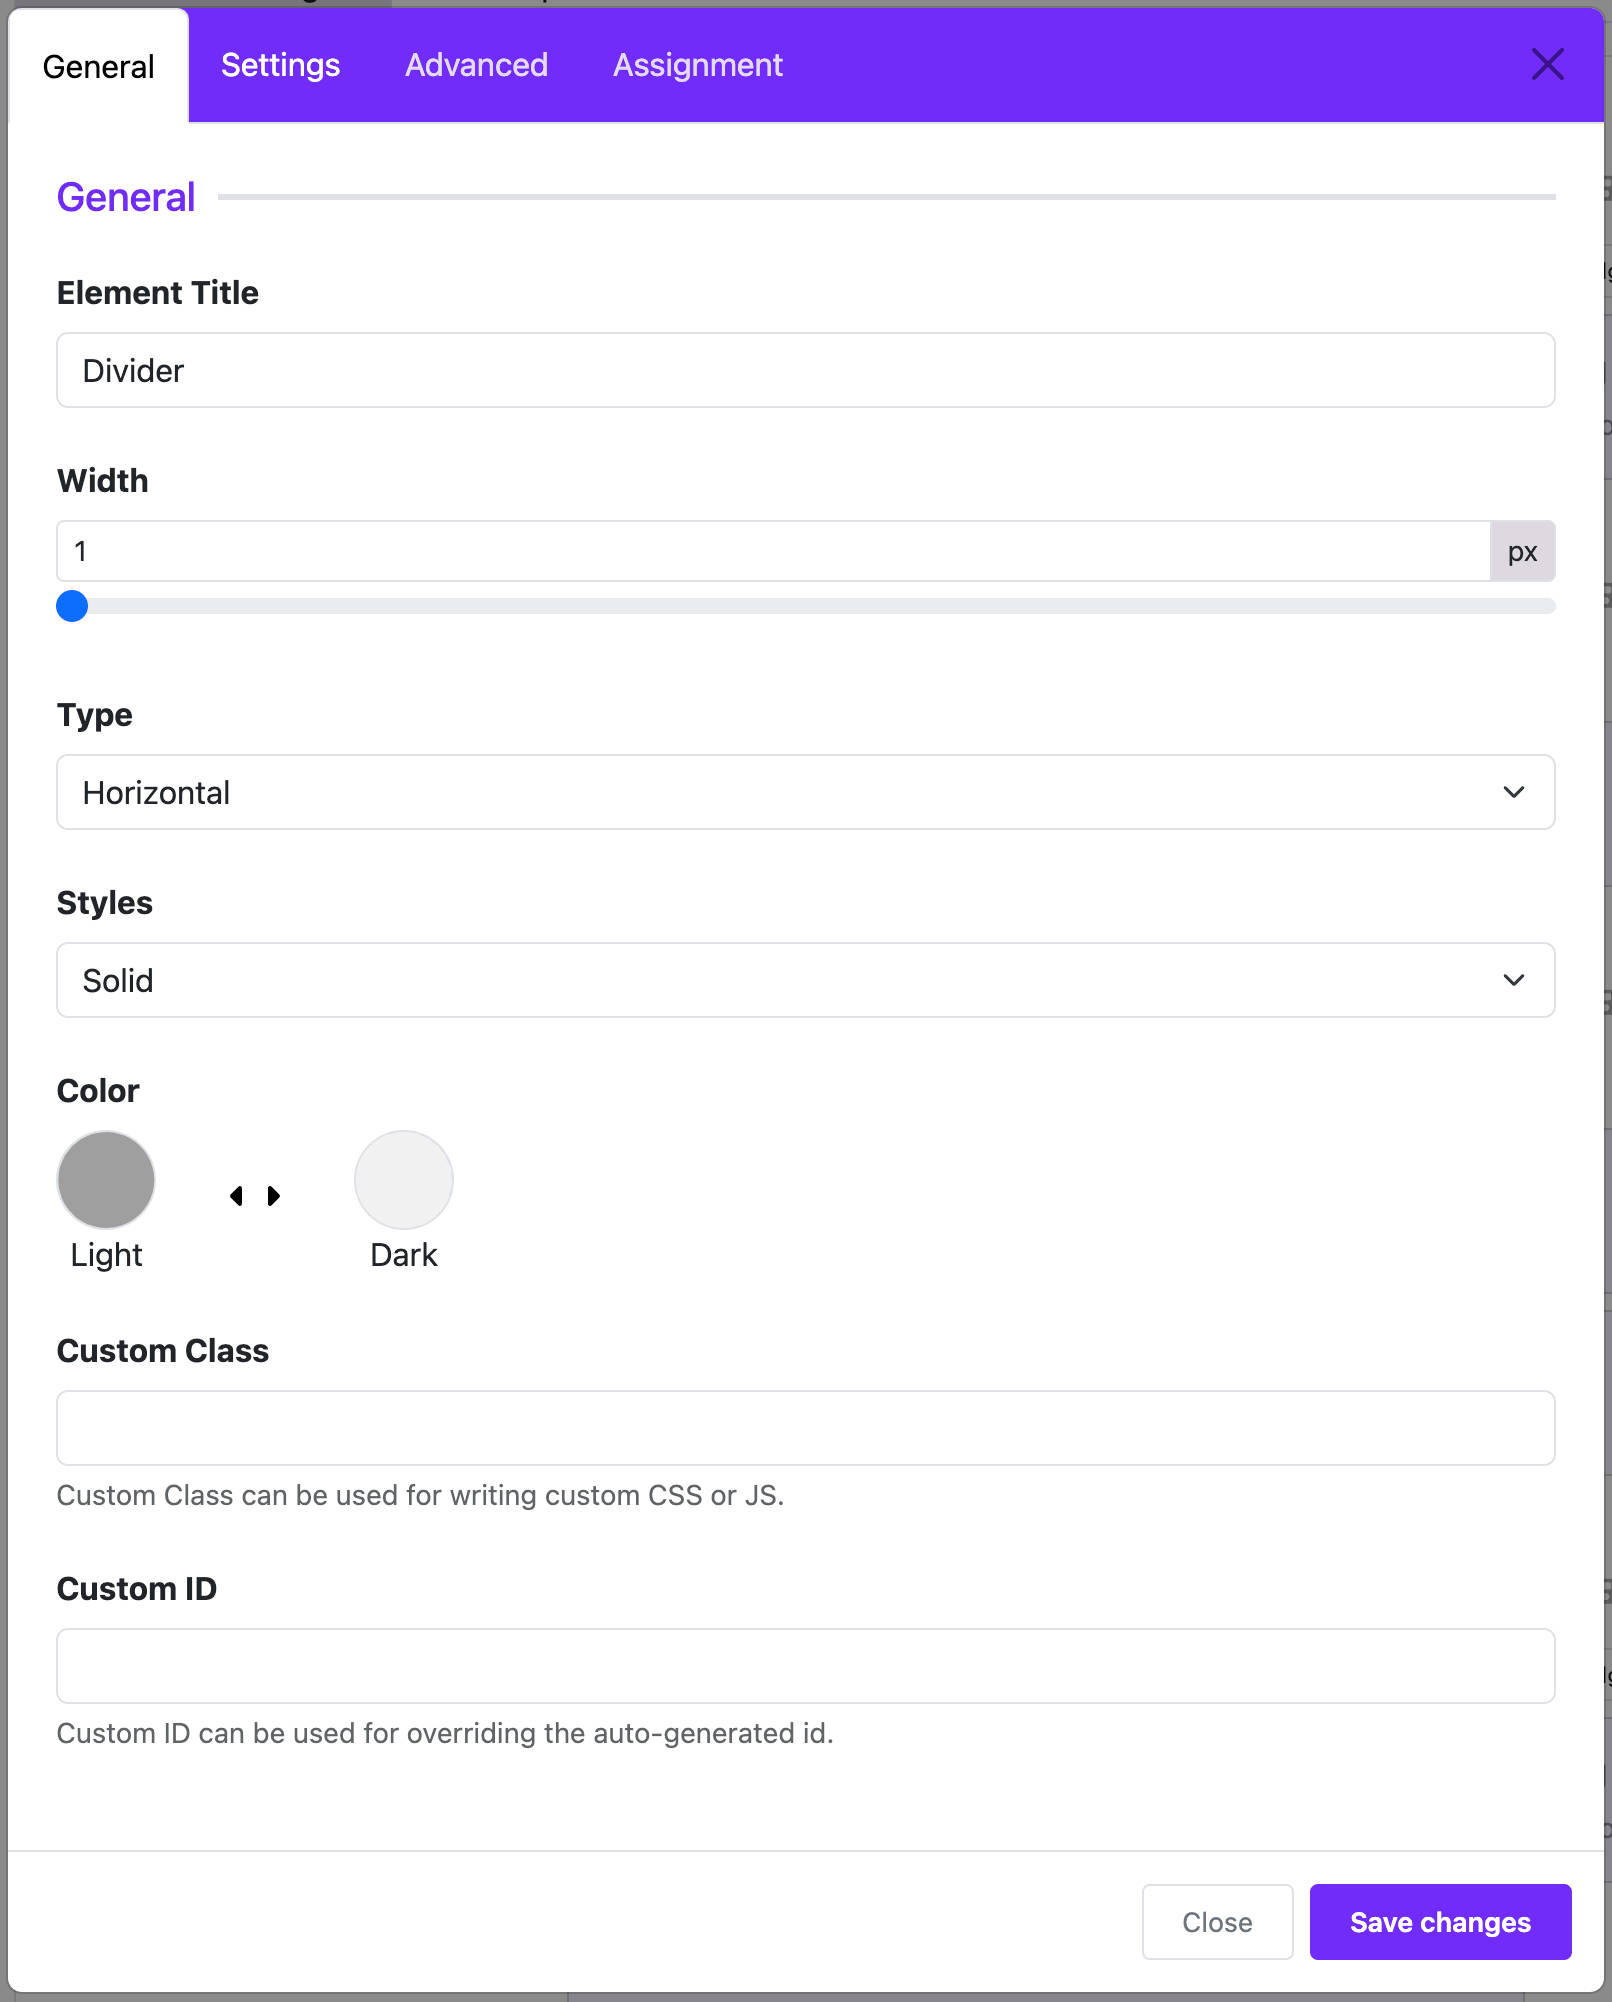 General
Settings
Advanced
Assignment
General
Element Title
Divider
Width
1
px
Type
Horizontal
Styles
Solid
Color
Light
Dark
Custom Class
Custom Class can be used for writing custom CSS or JS.
Custom ID
Custom ID can be used for overriding the auto-generated id.
Close
Save changes